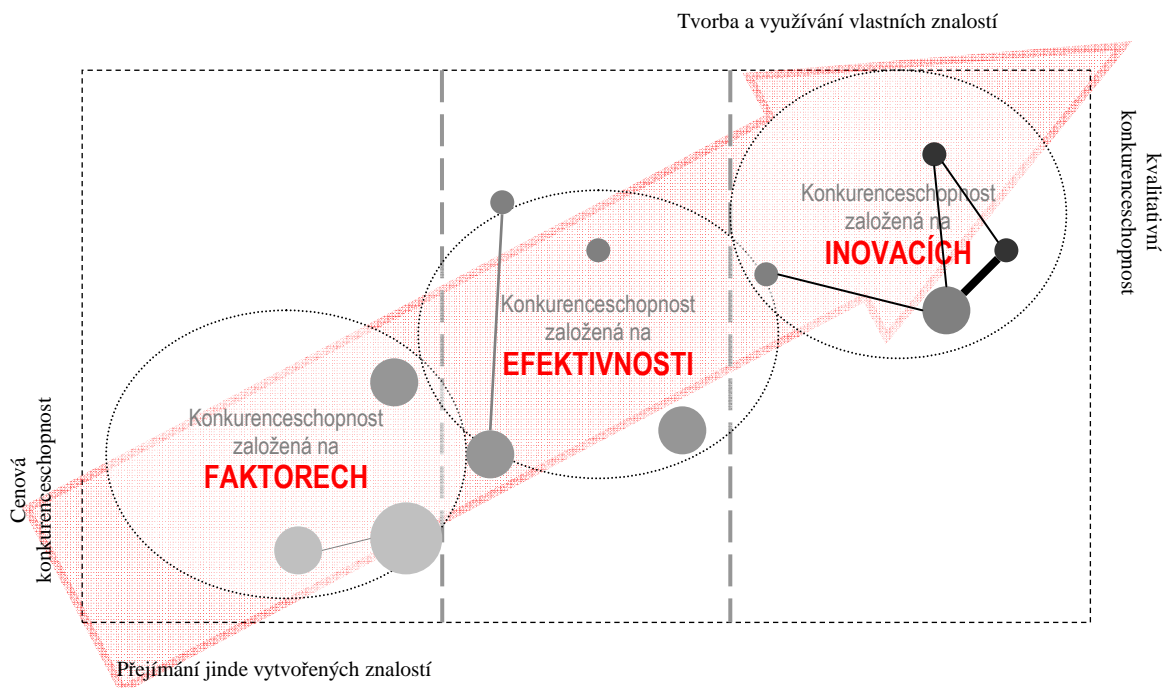 Tvorba a využívání vlastních znalostí
kvalitativní
konkurenceschopnost
Konkurenceschopnost
založená na
INOVACÍCH
Konkurenceschopnost
založená na
EFEKTIVNOSTI
Konkurenceschopnost
založená na
FAKTORECH
Cenová
konkurenceschopnost
Přejímání jinde vytvořených znalostí